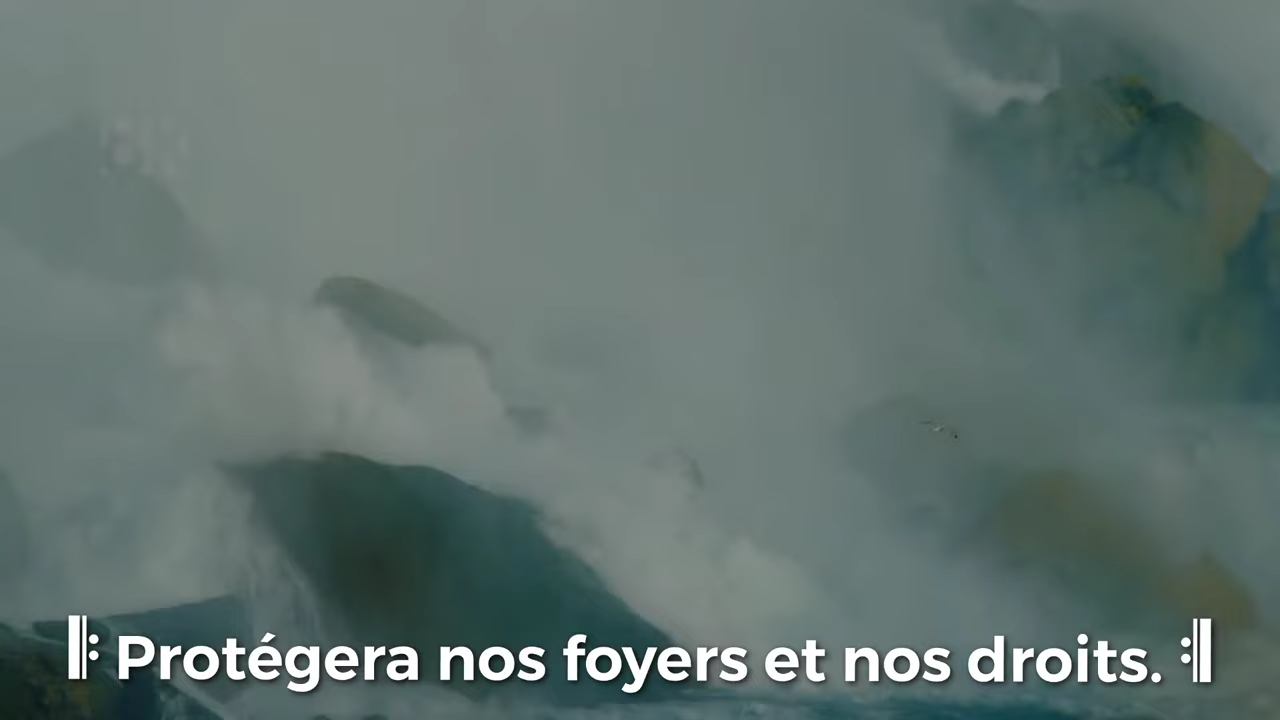 𝄆 Protégera nos foyers et nos droits. 𝄇